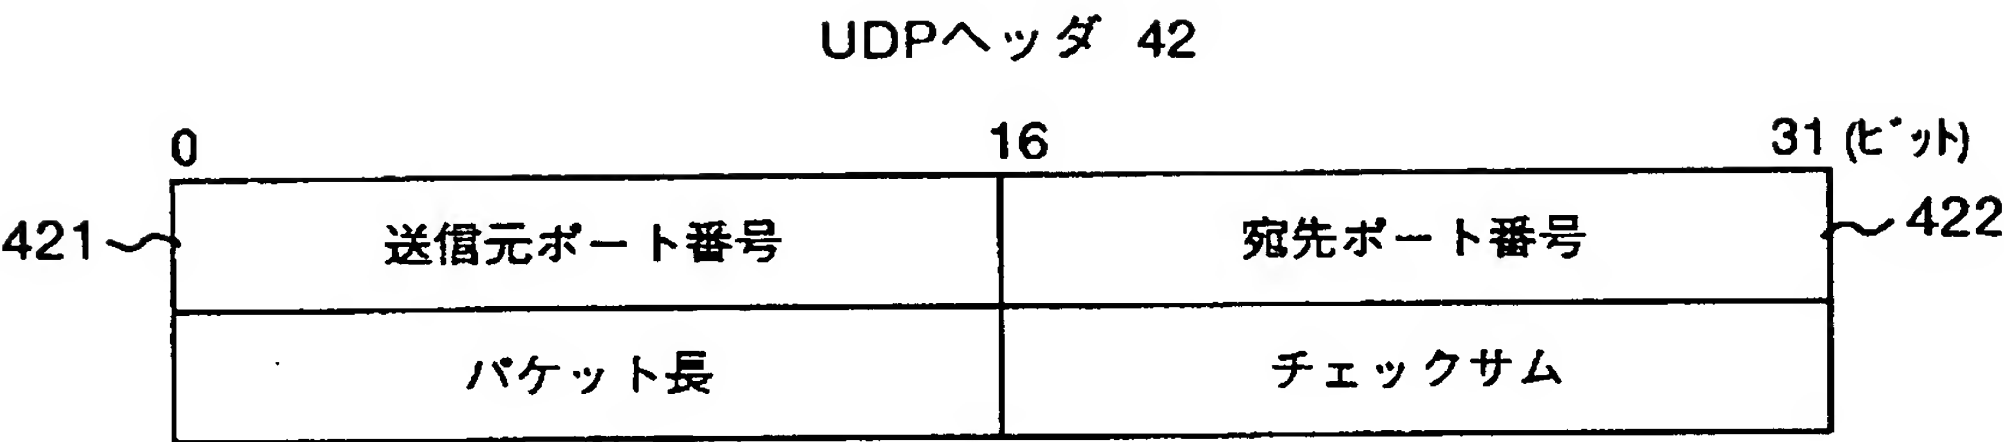 UDPヘッダ 42
0 16 31 (ビット)
421 送信元ポート番号 宛先ポート番号 422
パケット長 チェックサム